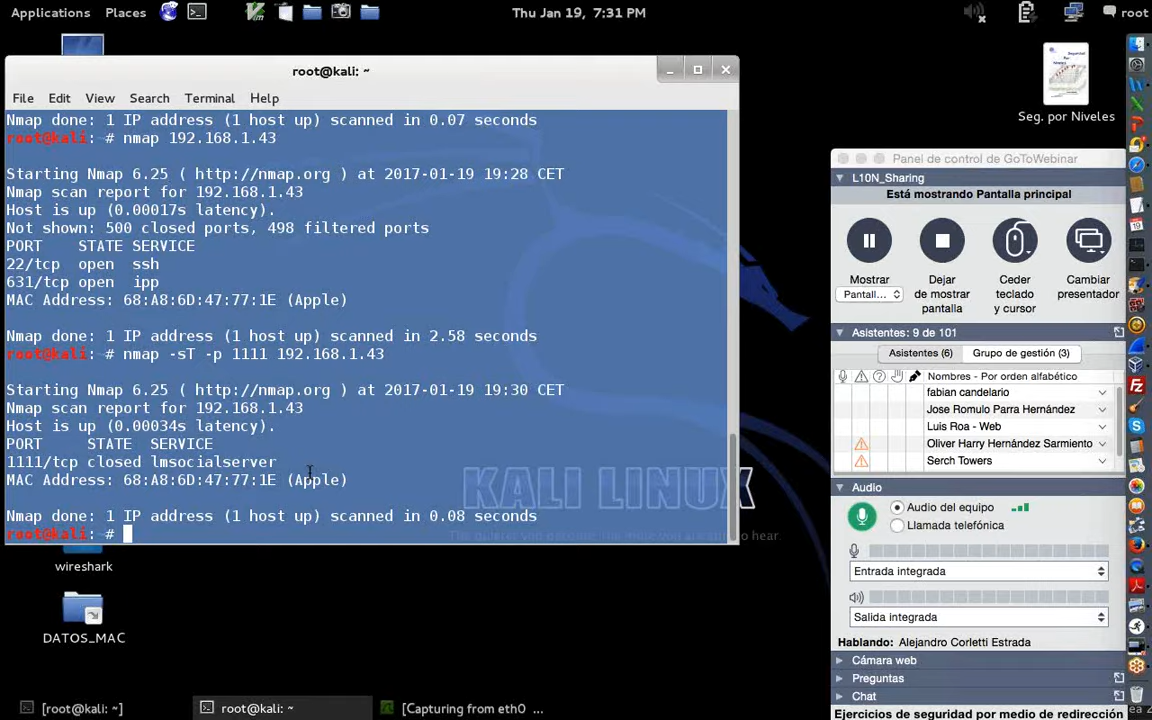 Applications Places Thu Jan 19, 7:31 PM root
root@kali: ~
File Edit View Search Terminal Help
Nmap done: 1 IP address (1 host up) scanned in 0.07 seconds
root@kali: ~# nmap 192.168.1.43
Starting Nmap 6.25 ( http://nmap.org ) at 2017-01-19 19:28 CET
Nmap scan report for 192.168.1.43
Host is up (0.00017s latency).
Not shown: 500 closed ports, 498 filtered ports
PORT STATE SERVICE
22/tcp open ssh
631/tcp open ipp
MAC Address: 68:A8:6D:47:77:1E (Apple)
Nmap done: 1 IP address (1 host up) scanned in 2.58 seconds
root@kali: ~# nmap -sT -p 1111 192.168.1.43
Starting Nmap 6.25 ( http://nmap.org ) at 2017-01-19 19:30 CET
Nmap scan report for 192.168.1.43
Host is up (0.00034s latency).
PORT STATE SERVICE
1111/tcp closed lmsocialserver
MAC Address: 68:A8:6D:47:77:1E (Apple)
Nmap done: 1 IP address (1 host up) scanned in 0.08 seconds
root@kali: ~#
KALI LINUX
wireshark
DATOS_MAC
Seg. por Niveles
Panel de control de GoToWebinar
L10N_Sharing
Está mostrando Pantalla principal
Mostrar
Pantall...
Dejar
de mostrar
pantalla
Ceder
teclado
y cursor
Cambiar
presentador
Asistentes: 9 de 101
Asistentes (6) Grupo de gestión (3)
Nombres - Por orden alfabético
fabian candelario
Jose Romulo Parra Hernández
Luis Roa - Web
Oliver Harry Hernández Sarmiento
Serch Towers
Audio
Audio del equipo
Llamada telefónica
Entrada integrada
Salida integrada
Hablando: Alejandro Corletti Estrada
Cámara web
Preguntas
Chat
Ejercicios de seguridad por medio de redirección
[root@kali: ~] root@kali: ~ [Capturing from eth0 ...